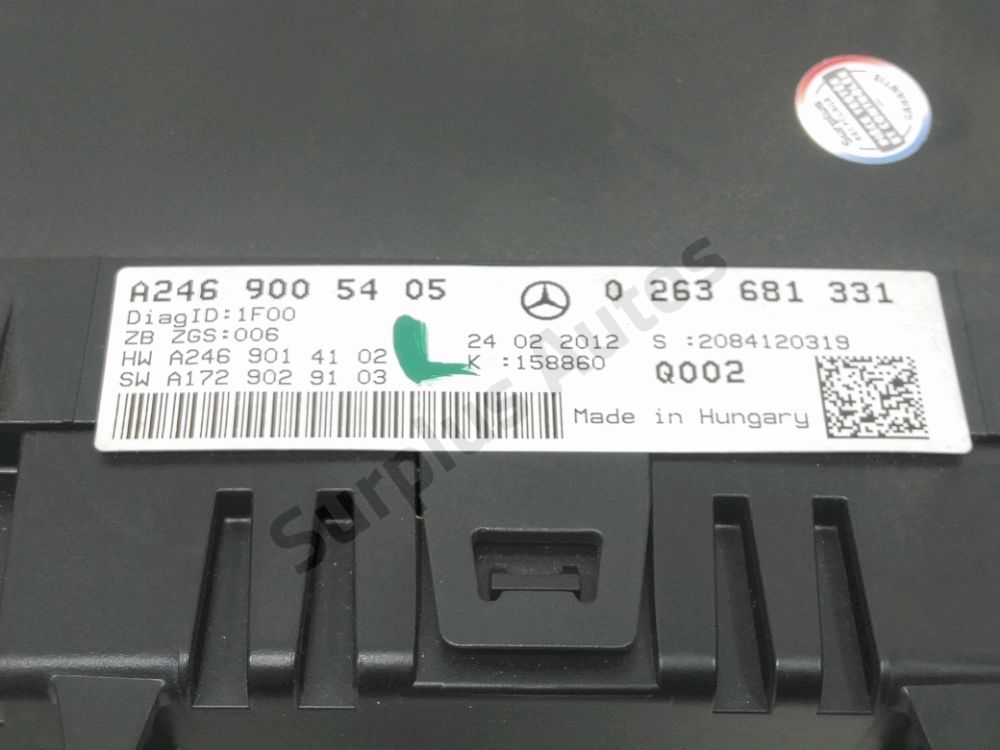 A246 900 54 05
0 263 681 331
DiagID:1F00
ZB ZGS:006
24 02 2012 S :2084120319
HW A246 901 41 02
K :158860
Q002
SW A172 902 91 03
Made in Hungary
Surplus Autos
Surplus